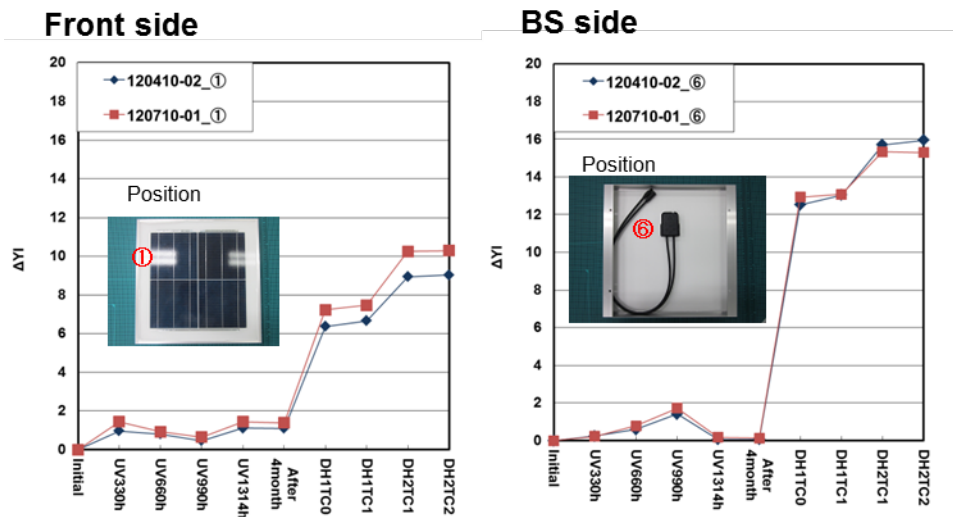 Front side
20
18
16
14
12
10
8
6
4
2
0
ΔYI
120410-02_①
120710-01_①
Position
①
Initial
UV330h
UV660h
UV990h
UV1314h
After
4month
DH1TC0
DH1TC1
DH2TC1
DH2TC2
BS side
20
18
16
14
12
10
8
6
4
2
0
ΔYI
120410-02_⑥
120710-01_⑥
Position
⑥
Initial
UV330h
UV660h
UV990h
UV1314h
After
4month
DH1TC0
DH1TC1
DH2TC1
DH2TC2